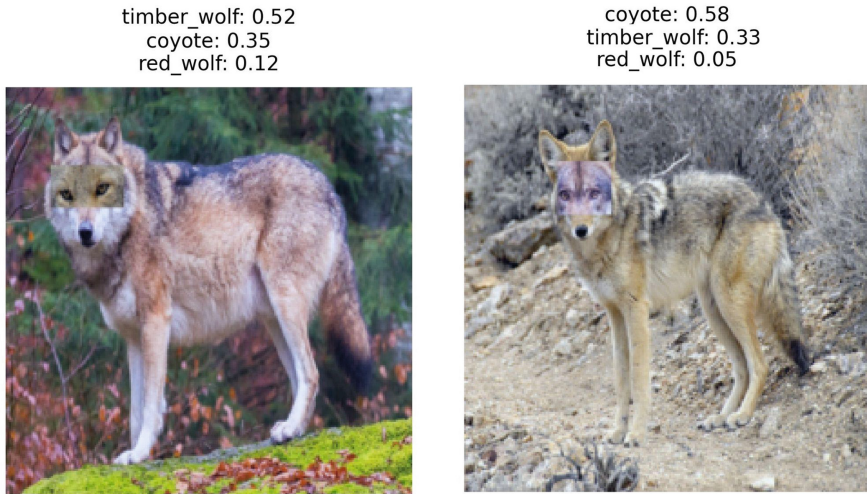 timber_wolf: 0.52
coyote: 0.35
red_wolf: 0.12
coyote: 0.58
timber_wolf: 0.33
red_wolf: 0.05